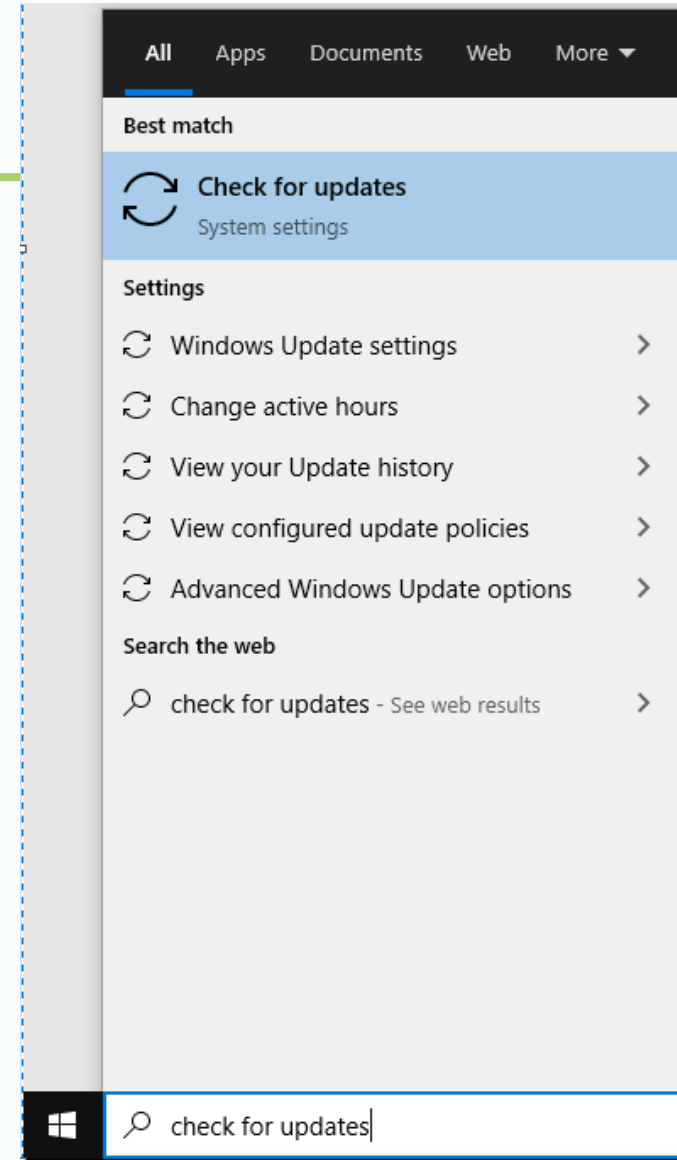 All Apps Documents Web More
Best match
Check for updates
System settings
Settings
Windows Update settings
Change active hours
View your Update history
View configured update policies
Advanced Windows Update options
Search the web
check for updates - See web results
check for updates